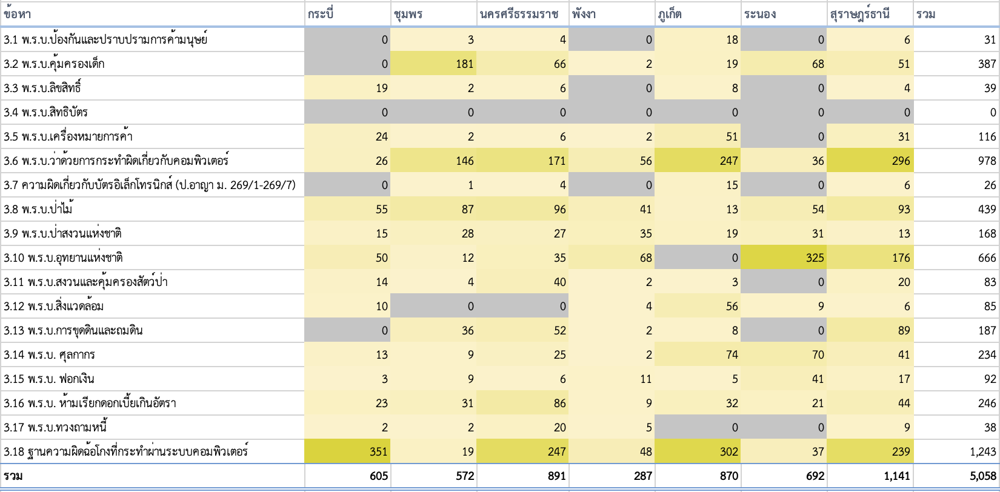 ข้อหา กระบี่ ชุมพร นครศรีธรรมราช พังงา ภูเก็ต ระนอง สุราษฎร์ธานี รวม
3.1 พ.ร.บ.ป้องกันและปราบปรามการค้ามนุษย์ 0 3 4 0 18 0 6 31
3.2 พ.ร.บ.คุ้มครองเด็ก 0 181 66 2 19 68 51 387
3.3 พ.ร.บ.ลิขสิทธิ์ 19 2 6 0 8 0 4 39
3.4 พ.ร.บ.สิทธิบัตร 0 0 0 0 0 0 0 0
3.5 พ.ร.บ.เครื่องหมายการค้า 24 2 6 2 51 0 31 116
3.6 พ.ร.บ.ว่าด้วยการกระทำผิดเกี่ยวกับคอมพิวเตอร์ 26 146 171 56 247 36 296 978
3.7 ความผิดเกี่ยวกับบัตรอิเล็กโทรนิกส์ (ป.อาญา ม. 269/1-269/7) 0 1 4 0 15 0 6 26
3.8 พ.ร.บ.ป่าไม้ 55 87 96 41 13 54 93 439
3.9 พ.ร.บ.ป่าสงวนแห่งชาติ 15 28 27 35 19 31 13 168
3.10 พ.ร.บ.อุทยานแห่งชาติ 50 12 35 68 0 325 176 666
3.11 พ.ร.บ.สงวนและคุ้มครองสัตว์ป่า 14 4 40 2 3 0 20 83
3.12 พ.ร.บ.สิ่งแวดล้อม 10 0 0 4 56 9 6 85
3.13 พ.ร.บ.การขุดดินและถมดิน 0 36 52 2 8 0 89 187
3.14 พ.ร.บ. ศุลกากร 13 9 25 2 74 70 41 234
3.15 พ.ร.บ. ฟอกเงิน 3 9 6 11 5 41 17 92
3.16 พ.ร.บ. ห้ามเรียกดอกเบี้ยเกินอัตรา 23 31 86 9 32 21 44 246
3.17 พ.ร.บ.ทวงถามหนี้ 2 2 20 5 0 0 9 38
3.18 ฐานความผิดฉ้อโกงที่กระทำผ่านระบบคอมพิวเตอร์ 351 19 247 48 302 37 239 1,243
รวม 605 572 891 287 870 692 1,141 5,058